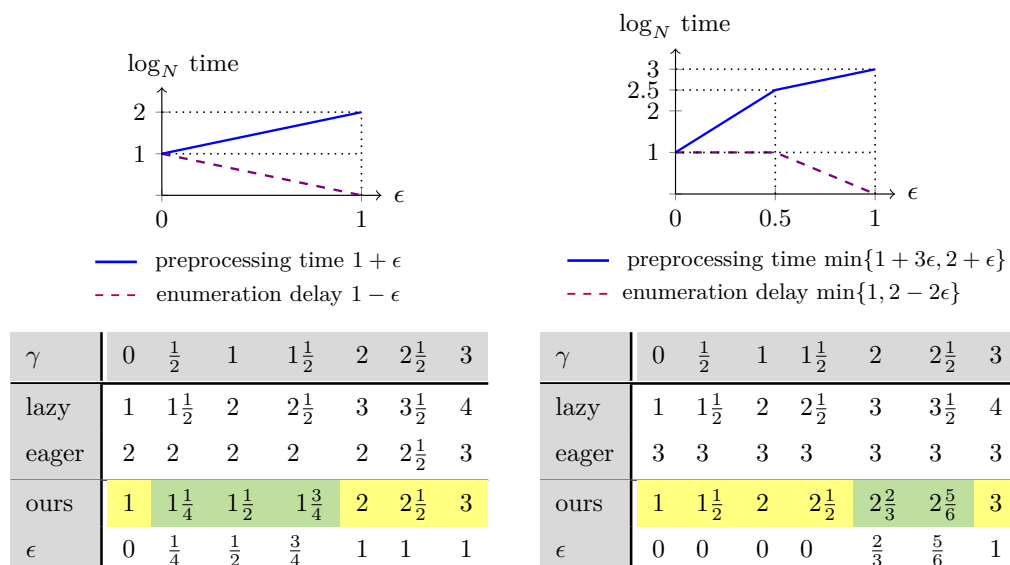 log_N time
2
1
0 1 ϵ
preprocessing time 1 + ϵ
enumeration delay 1 − ϵ
γ 0 1/2 1 1 1/2 2 2 1/2 3
lazy 1 1 1/2 2 2 1/2 3 3 1/2 4
eager 2 2 2 2 2 2 1/2 3
ours 1 1 1/4 1 1/2 1 3/4 2 2 1/2 3
ϵ 0 1/4 1/2 3/4 1 1 1
log_N time
3
2.5
2
1
0 0.5 1 ϵ
preprocessing time min{1 + 3ϵ, 2 + ϵ}
enumeration delay min{1, 2 − 2ϵ}
γ 0 1/2 1 1 1/2 2 2 1/2 3
lazy 1 1 1/2 2 2 1/2 3 3 1/2 4
eager 3 3 3 3 3 3 3
ours 1 1 1/2 2 2 1/2 2 2/3 2 5/6 3
ϵ 0 0 0 0 2/3 5/6 1